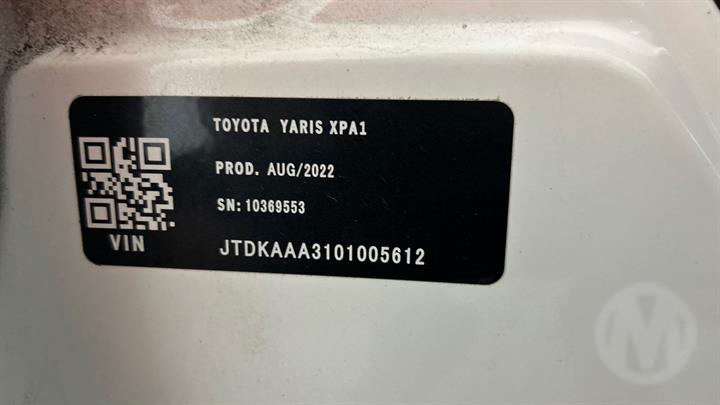 TOYOTA YARIS XPA1
PROD. AUG/2022
SN: 10369553
VIN
JTDKAAA3101005612
M